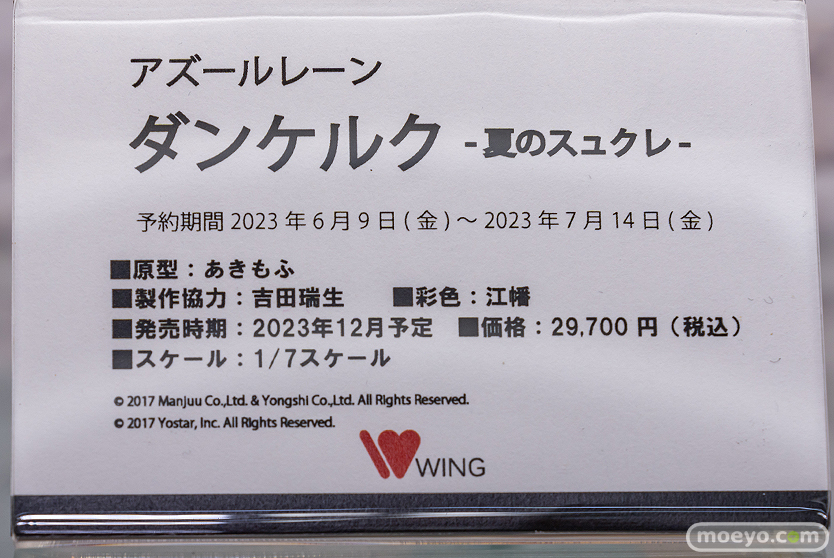 アズールレーン
ダンケルク -夏のスュクレ-
予約期間 2023 年 6 月 9 日 ( 金 ) ～ 2023 年 7 月 14 日 ( 金 )
■原型：あきもふ
■製作協力：吉田瑞生　　■彩色：江幡
■発売時期：2023年12月予定　■価格：29,700 円（税込）
■スケール：1/7スケール
© 2017 Manjuu Co.,Ltd. & Yongshi Co.,Ltd. All Rights Reserved.
© 2017 Yostar, Inc. All Rights Reserved.
WING
moeyo.com